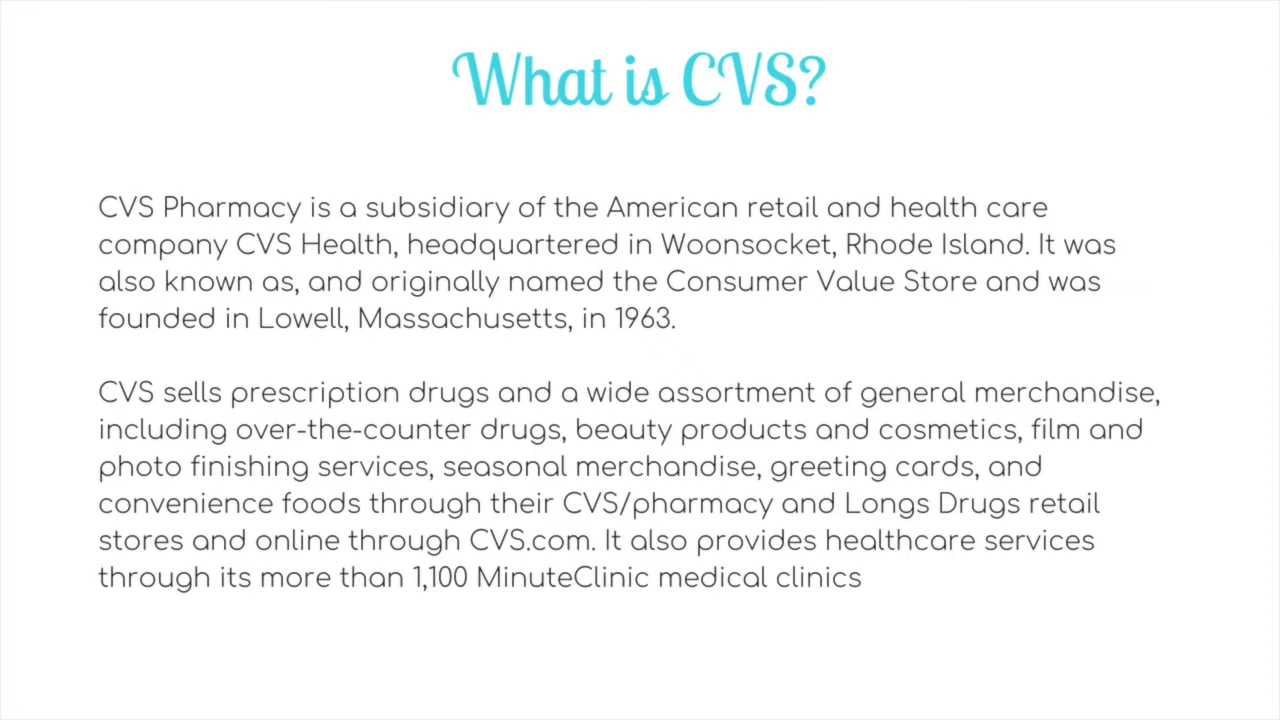 What is CVS?
CVS Pharmacy is a subsidiary of the American retail and health care
company CVS Health, headquartered in Woonsocket, Rhode Island. It was
also known as, and originally named the Consumer Value Store and was
founded in Lowell, Massachusetts, in 1963.
CVS sells prescription drugs and a wide assortment of general merchandise,
including over-the-counter drugs, beauty products and cosmetics, film and
photo finishing services, seasonal merchandise, greeting cards, and
convenience foods through their CVS/pharmacy and Longs Drugs retail
stores and online through CVS.com. It also provides healthcare services
through its more than 1,100 MinuteClinic medical clinics